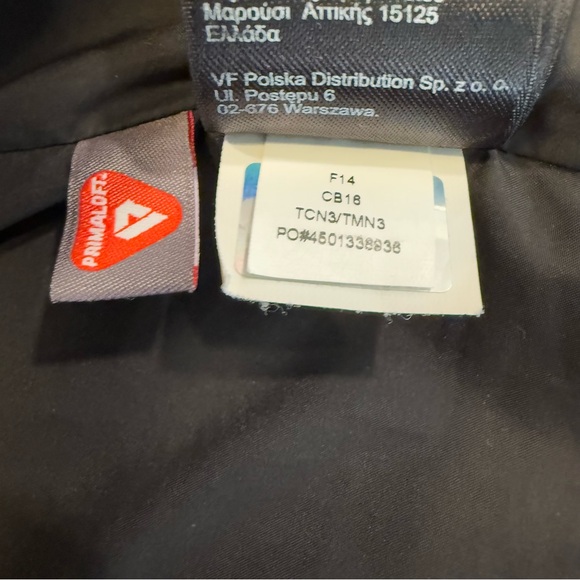 Μαρούσι Αττικής 15125
Ελλάδα
VF Polska Distribution Sp. z o. o.
Ul. Postępu 6
02-676 Warszawa.
PRIMALOFT
F14
CB16
TCN3/TMN3
PO#4501338936